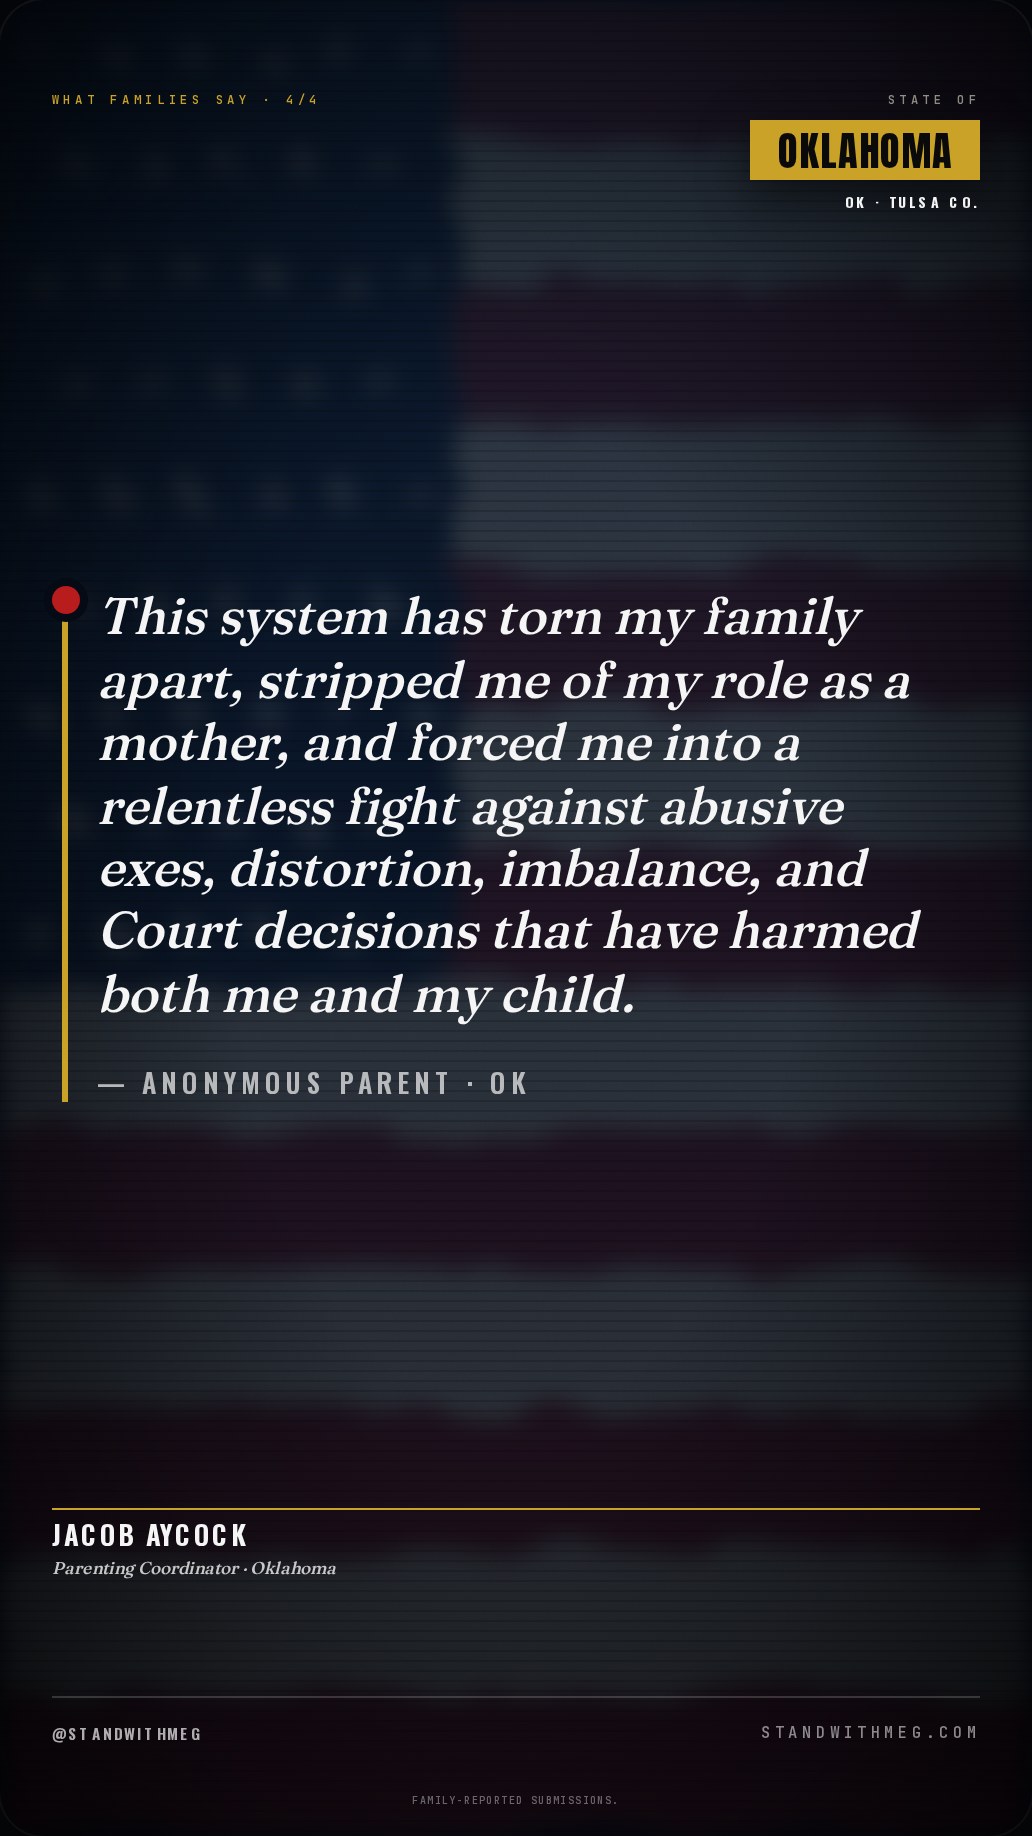 WHAT FAMILIES SAY · 4/4
STATE OF
OKLAHOMA
OK · TULSA CO.
This system has torn my family
apart, stripped me of my role as a
mother, and forced me into a
relentless fight against abusive
exes, distortion, imbalance, and
Court decisions that have harmed
both me and my child.
— ANONYMOUS PARENT · OK
JACOB AYCOCK
Parenting Coordinator · Oklahoma
@STANDWITHMEG
STANDWITHMEG.COM
FAMILY-REPORTED SUBMISSIONS.